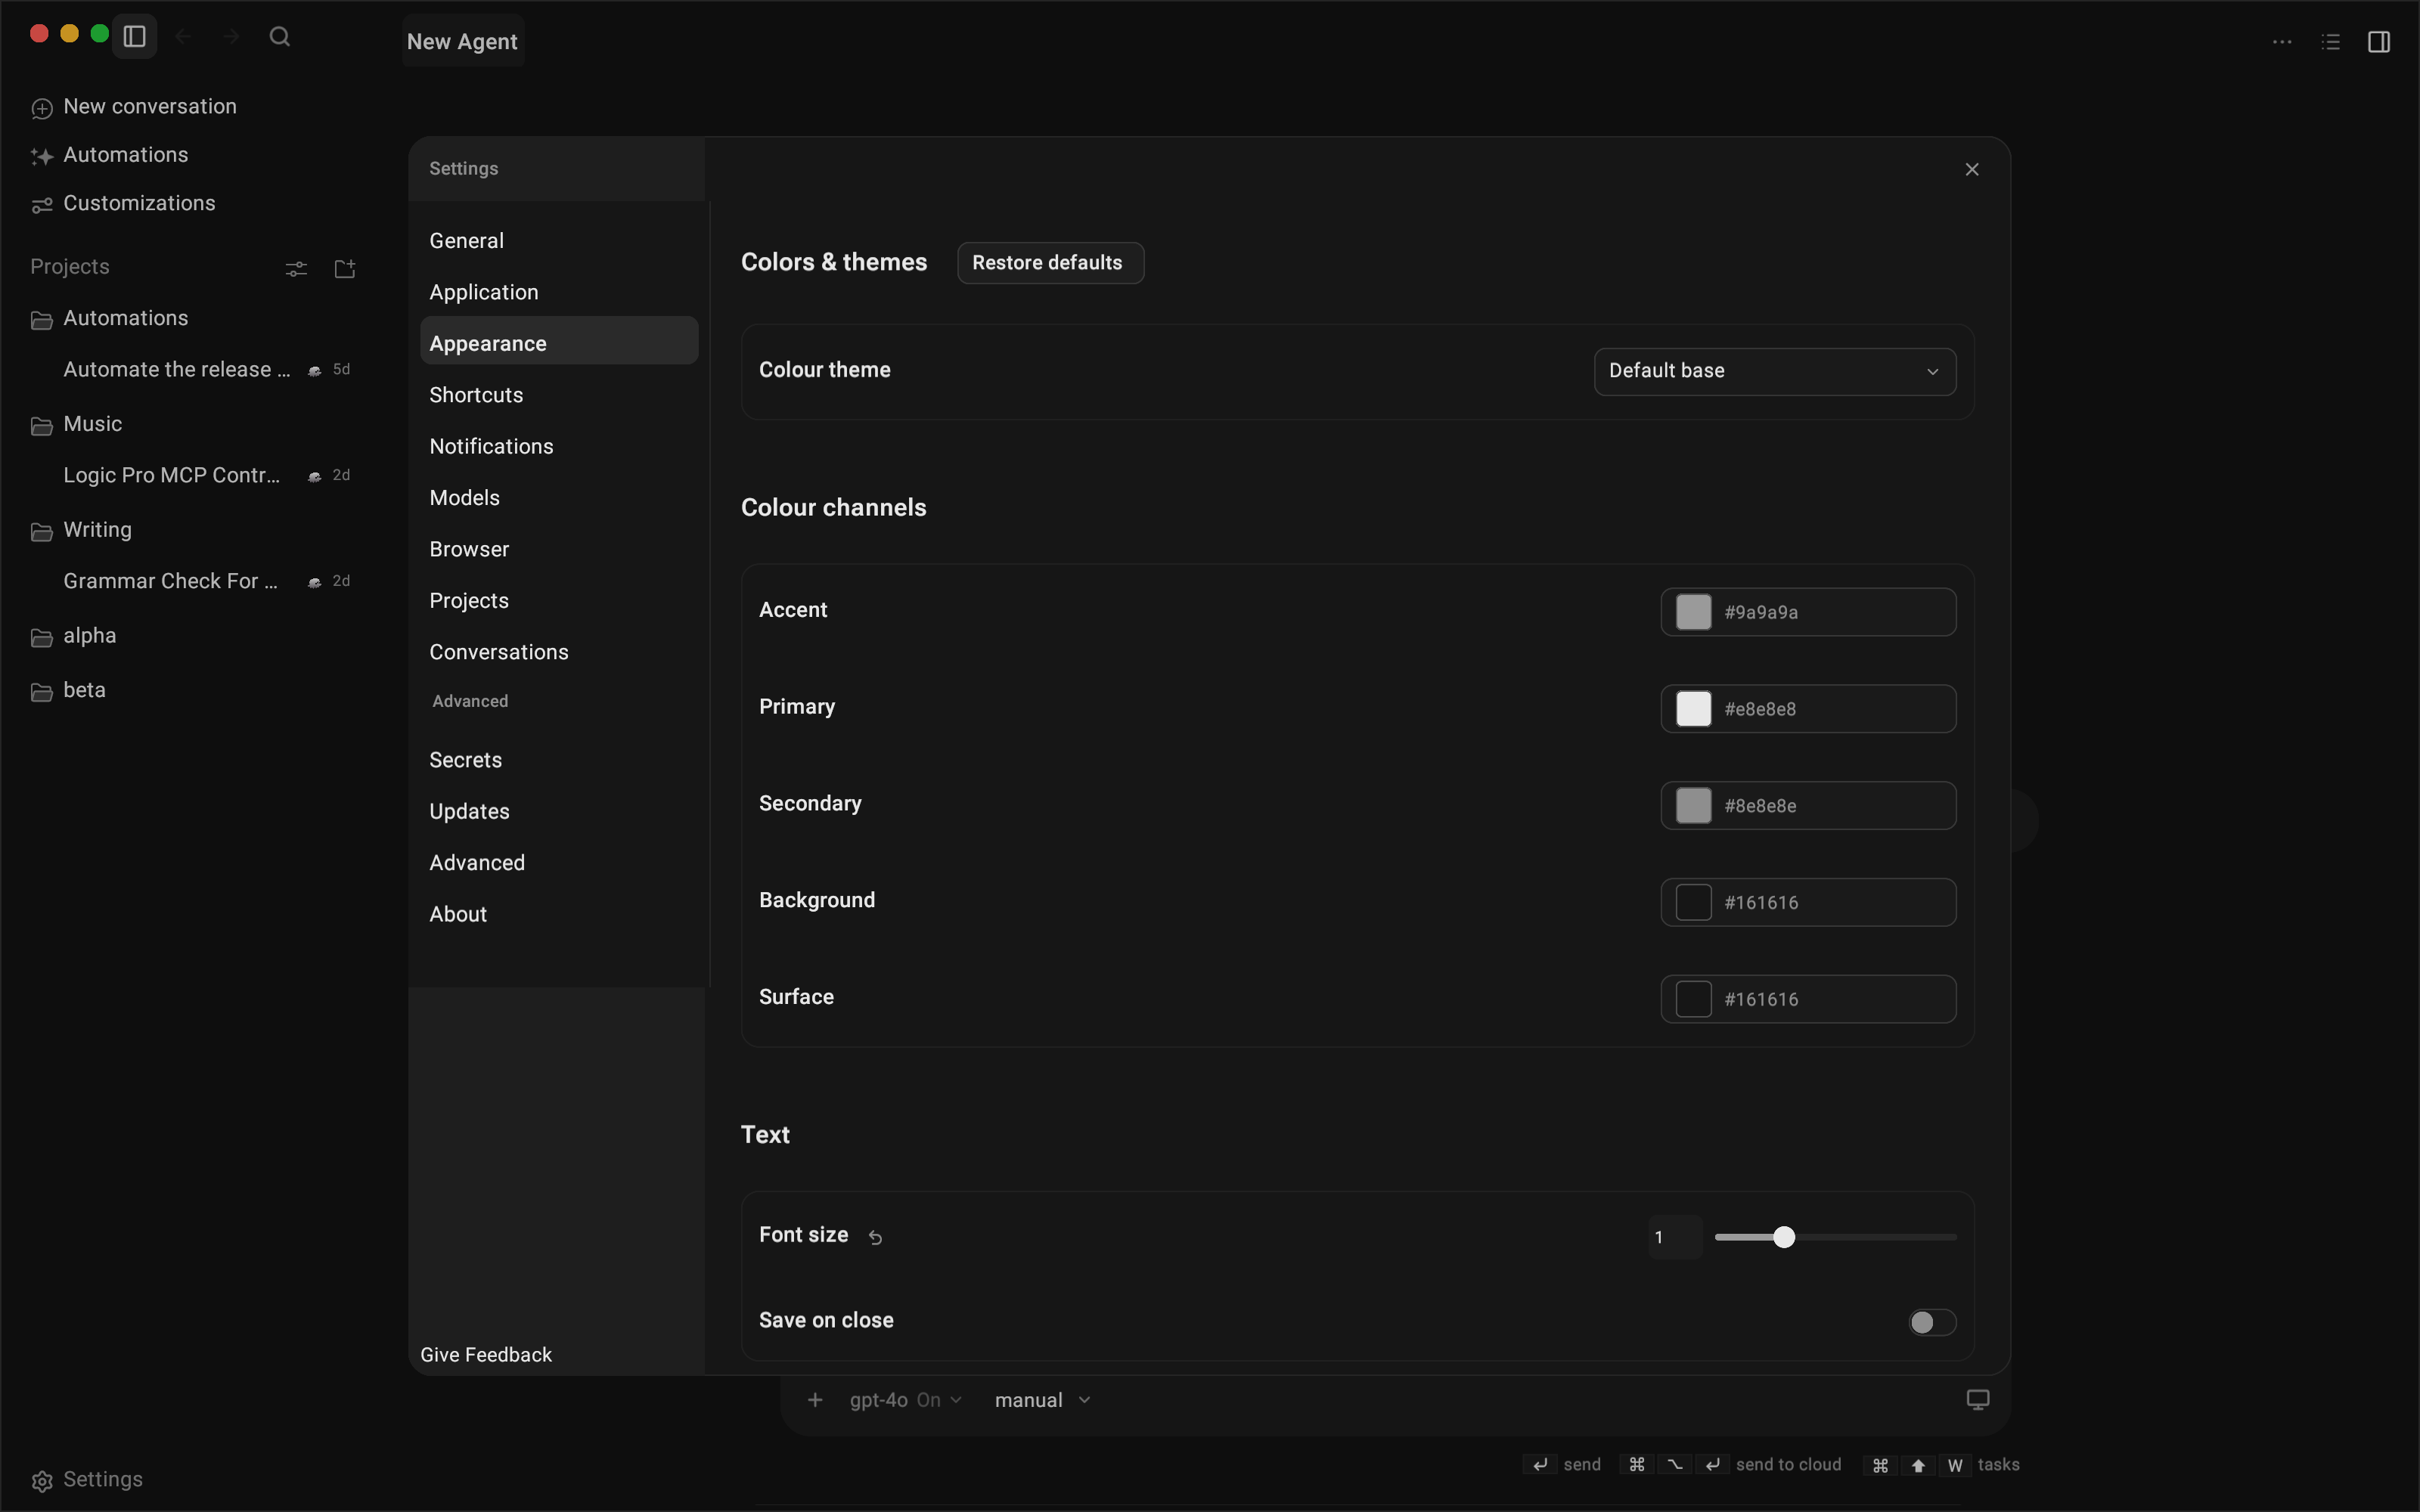 New Agent
New conversation
Automations
Customizations
Projects
Automations
Automate the release ... 5d
Music
Logic Pro MCP Contr... 2d
Writing
Grammar Check For ... 2d
alpha
beta
Settings
Settings
General
Application
Appearance
Shortcuts
Notifications
Models
Browser
Projects
Conversations
Advanced
Secrets
Updates
Advanced
About
Give Feedback
Colors & themes Restore defaults
Colour theme Default base
Colour channels
Accent #9a9a9a
Primary #e8e8e8
Secondary #8e8e8e
Background #161616
Surface #161616
Text
Font size 1
Save on close
gpt-4o On manual
↵ send ⌘ ⌥ ↵ send to cloud ⌘ ⬆ W tasks